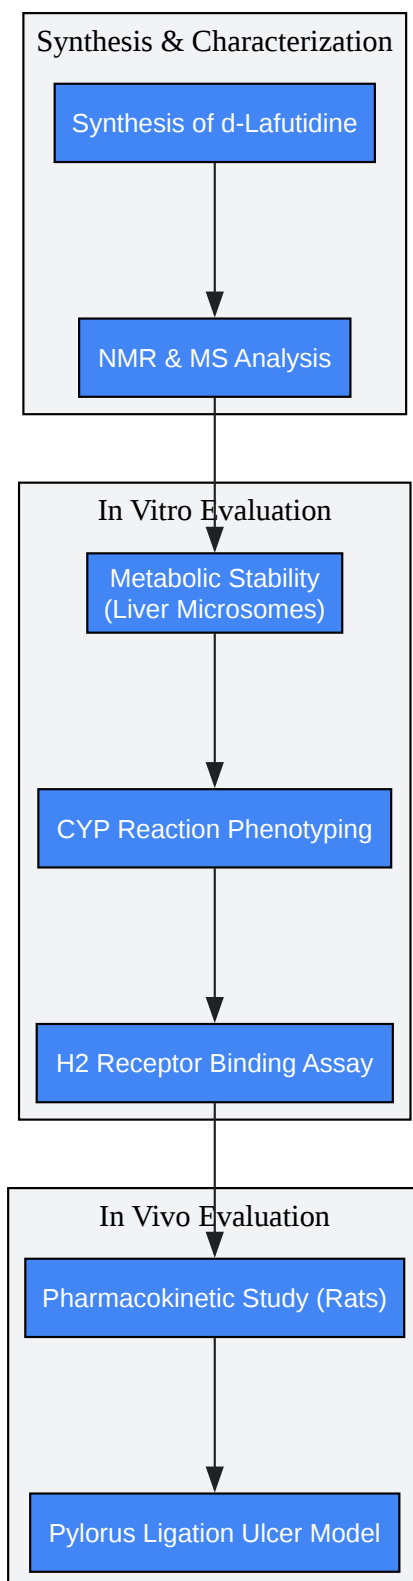 Synthesis & Characterization
Synthesis of d-Lafutidine
NMR & MS Analysis
In Vitro Evaluation
Metabolic Stability
(Liver Microsomes)
CYP Reaction Phenotyping
H2 Receptor Binding Assay
In Vivo Evaluation
Pharmacokinetic Study (Rats)
Pylorus Ligation Ulcer Model